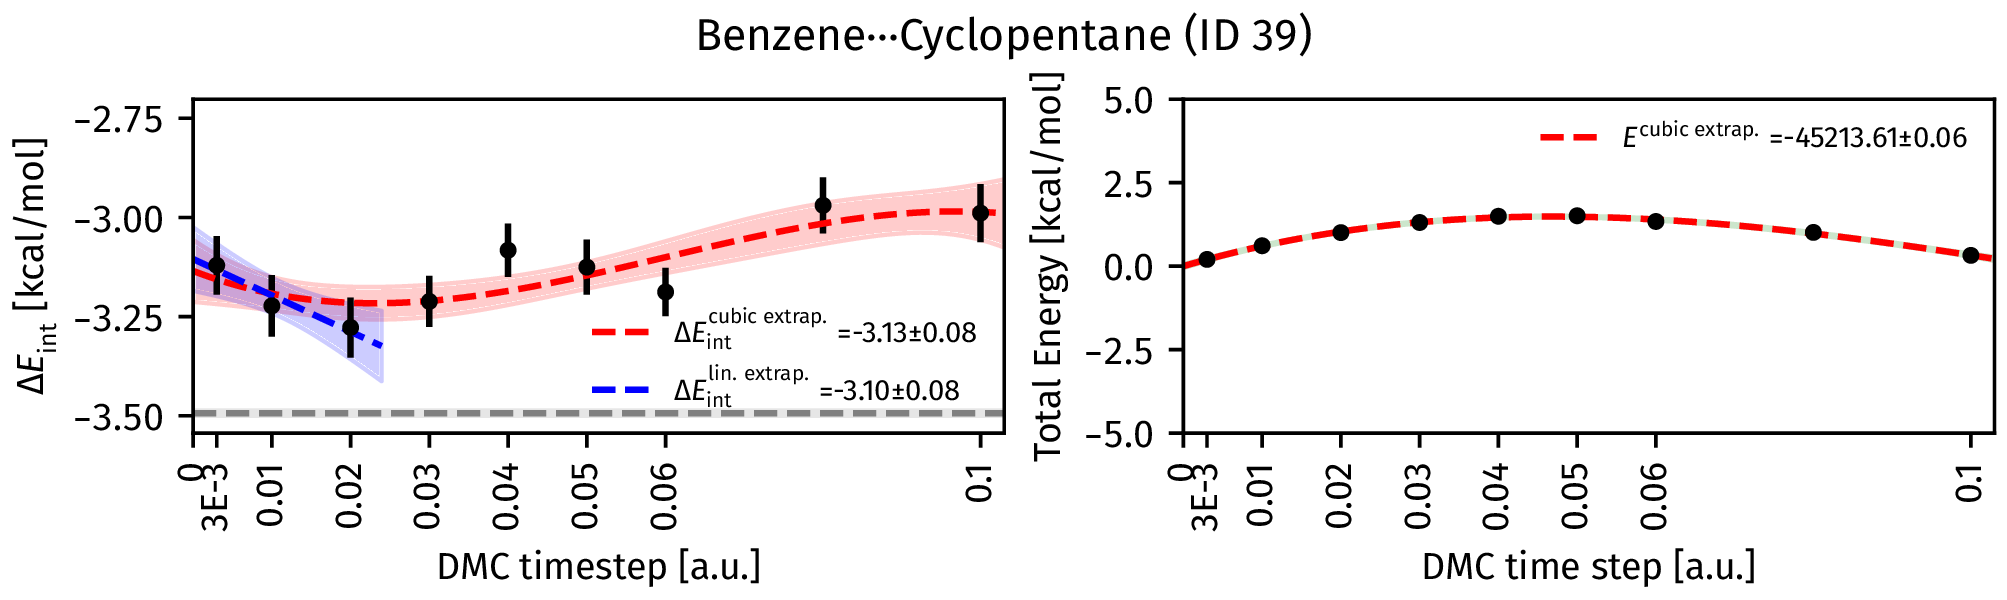 Benzene···Cyclopentane (ID 39)
ΔE_int [kcal/mol]
−2.75
−3.00
−3.25
−3.50
ΔE_int^cubic extrap. =-3.13±0.08
ΔE_int^lin. extrap. =-3.10±0.08
0
3E-3
0.01
0.02
0.03
0.04
0.05
0.06
0.1
DMC timestep [a.u.]
Total Energy [kcal/mol]
5.0
2.5
0.0
−2.5
−5.0
E^cubic extrap. =-45213.61±0.06
0
3E-3
0.01
0.02
0.03
0.04
0.05
0.06
0.1
DMC time step [a.u.]